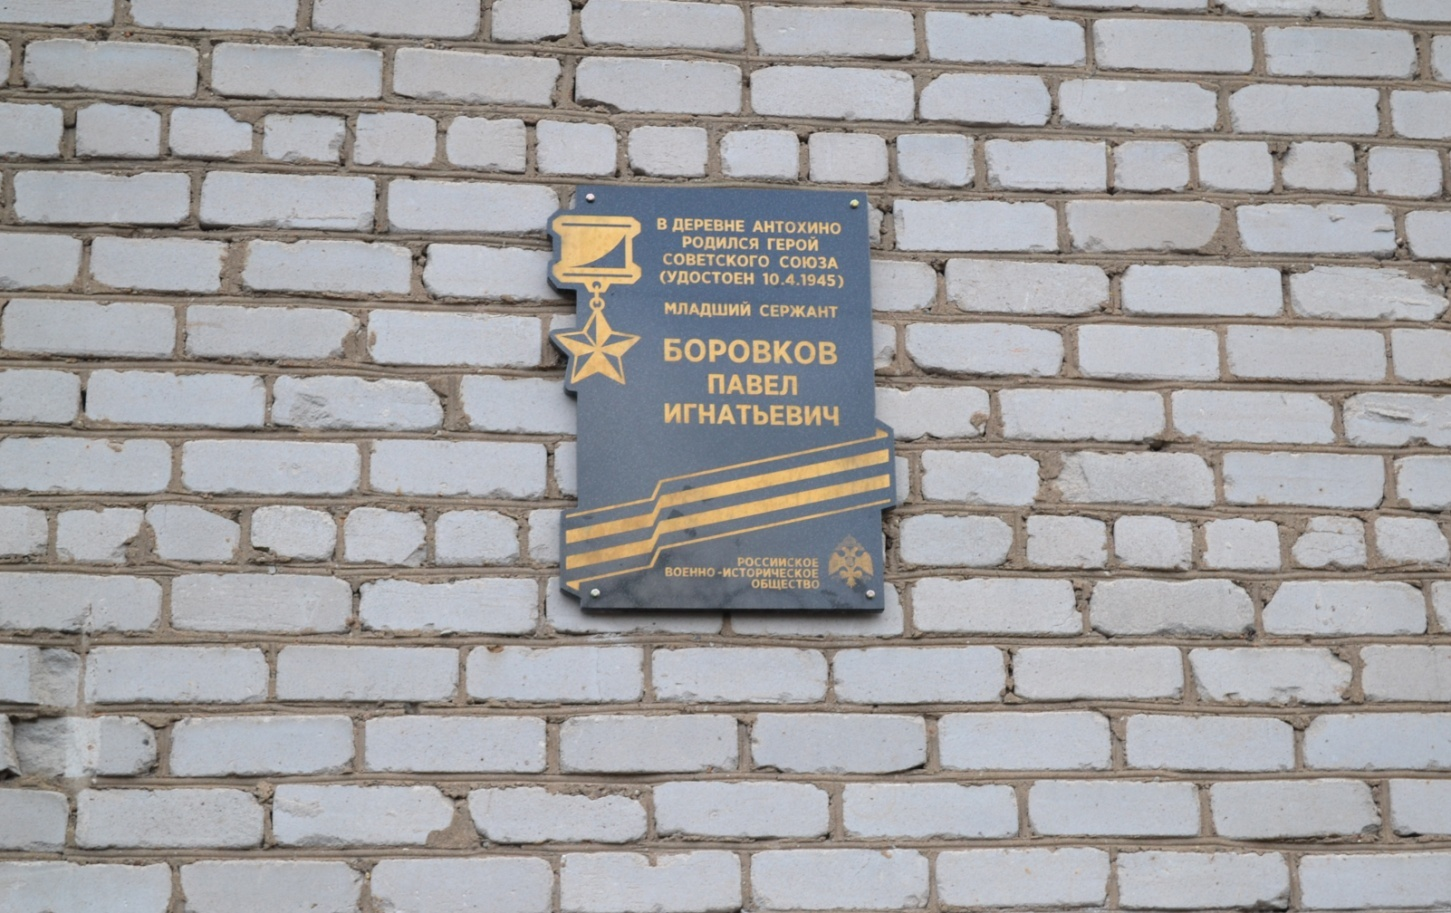 В ДЕРЕВНЕ АНТОХИНО
РОДИЛСЯ ГЕРОЙ
СОВЕТСКОГО СОЮЗА
(УДОСТОЕН 10.4.1945)
МЛАДШИЙ СЕРЖАНТ
БОРОВКОВ
ПАВЕЛ
ИГНАТЬЕВИЧ
РОССИЙСКОЕ
ВОЕННО-ИСТОРИЧЕСКОЕ
ОБЩЕСТВО